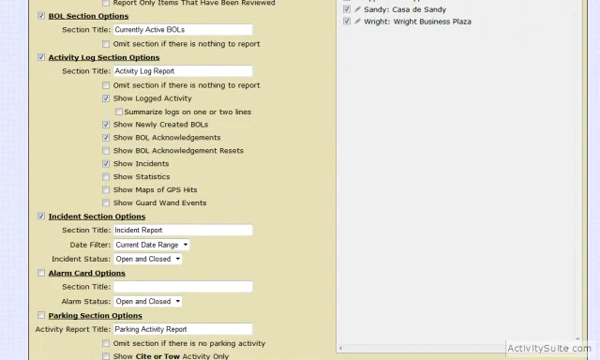 Report Only Items That Have Been Reviewed
BOL Section Options
Section Title: Currently Active BOLs
Omit section if there is nothing to report
Activity Log Section Options
Section Title: Activity Log Report
Omit section if there is nothing to report
Show Logged Activity
Summarize logs on one or two lines
Show Newly Created BOLs
Show BOL Acknowledgements
Show BOL Acknowledgement Resets
Show Incidents
Show Statistics
Show Maps of GPS Hits
Show Guard Wand Events
Incident Section Options
Section Title: Incident Report
Date Filter: Current Date Range
Incident Status: Open and Closed
Alarm Card Options
Section Title:
Alarm Status: Open and Closed
Parking Section Options
Activity Report Title: Parking Activity Report
Omit section if there is no parking activity
Show Cite or Tow Activity Only
Sandy: Casa de Sandy
Wright: Wright Business Plaza
ActivitySuite com